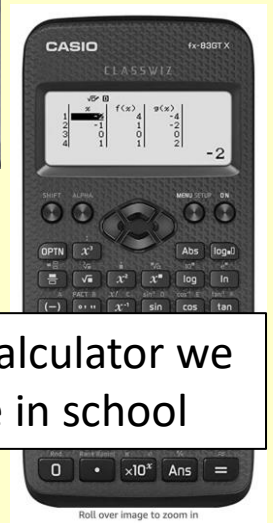 CASIO
fx-83GT X
CLASSWIZ
x f(x) g(x)
1 -2 4 -4
2 -1 1 -2
3 0 0 0
4 1 1 2
-2
SHIFT ALPHA MENU SETUP ON
OPTN Abs
log ln
(-) x⁻¹ sin cos tan
alculator we
e in school
0 • ×10ˣ Ans =
Roll over image to zoom in